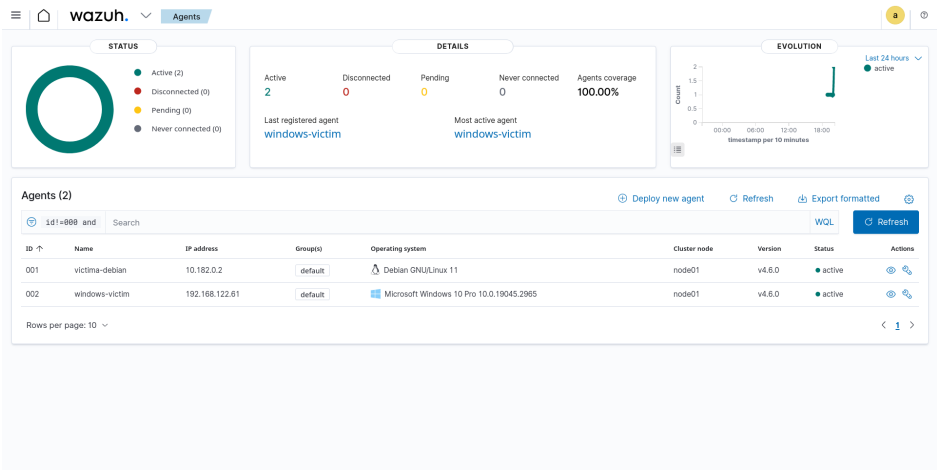 wazuh. Agents a
STATUS
Active (2)
Disconnected (0)
Pending (0)
Never connected (0)
DETAILS
Active Disconnected Pending Never connected Agents coverage
2 0 0 0 100.00%
Last registered agent Most active agent
windows-victim windows-victim
EVOLUTION
Last 24 hours
active
Count
2
1.5
1
0.5
0
00:00 06:00 12:00 18:00
timestamp per 10 minutes
Agents (2)
Deploy new agent Refresh Export formatted
id!=000 and Search WQL Refresh
ID Name IP address Group(s) Operating system Cluster node Version Status Actions
001 victima-debian 10.182.0.2 default Debian GNU/Linux 11 node01 v4.6.0 active
002 windows-victim 192.168.122.61 default Microsoft Windows 10 Pro 10.0.19045.2965 node01 v4.6.0 active
Rows per page: 10 < 1 >